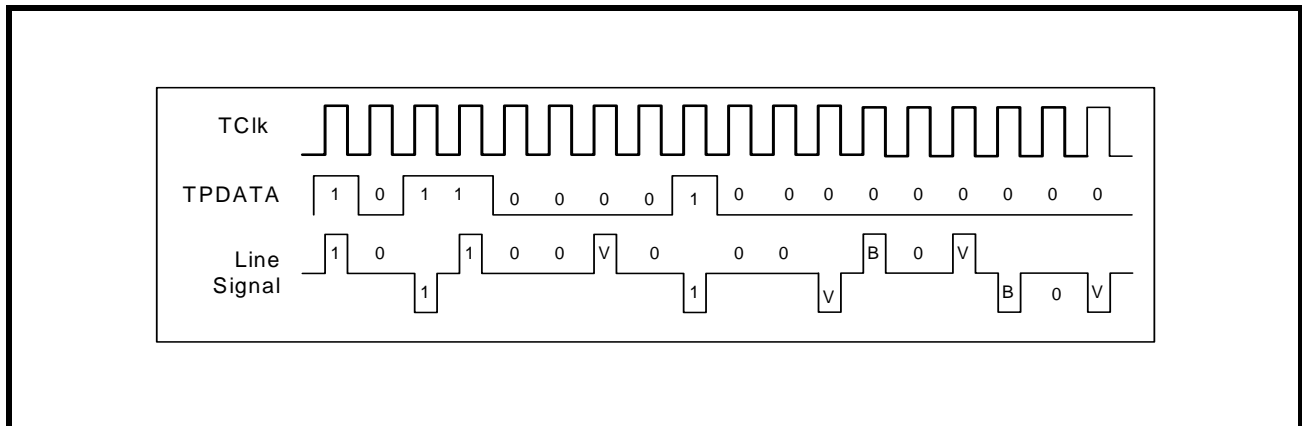 TClk
TPDATA 1 0 1 1 0 0 0 0 1 0 0 0 0 0 0 0 0 0
Line Signal 1 0 1 1 0 0 V 0 1 0 0 V B 0 V B 0 V